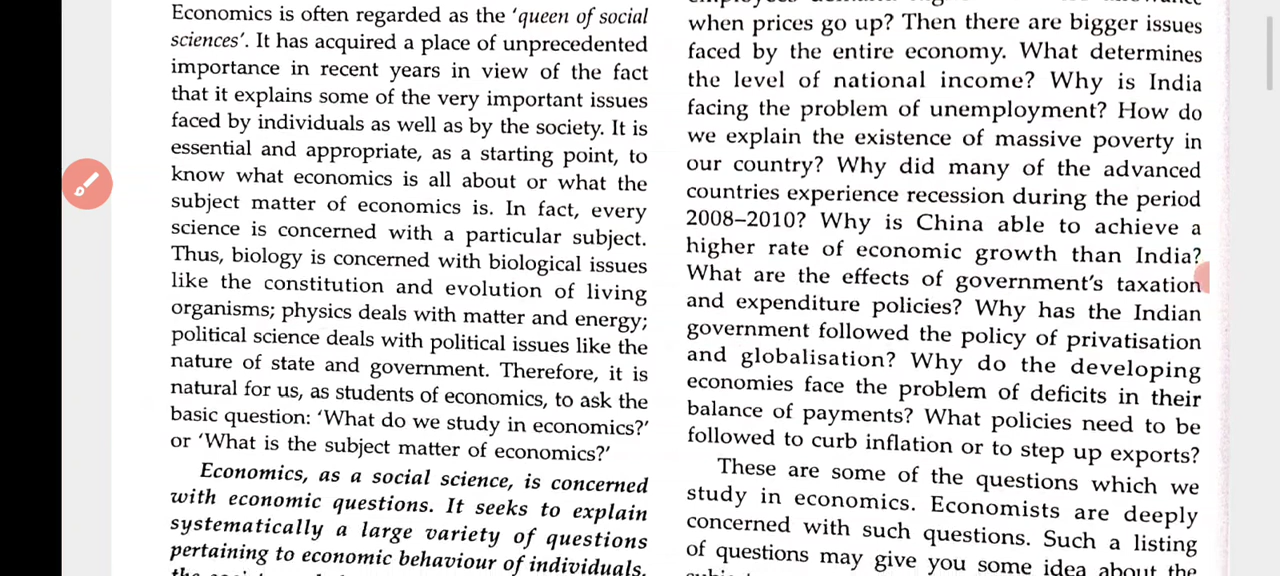 Economics is often regarded as the 'queen of social
sciences'. It has acquired a place of unprecedented
importance in recent years in view of the fact
that it explains some of the very important issues
faced by individuals as well as by the society. It is
essential and appropriate, as a starting point, to
know what economics is all about or what the
subject matter of economics is. In fact, every
science is concerned with a particular subject.
Thus, biology is concerned with biological issues
like the constitution and evolution of living
organisms; physics deals with matter and energy;
political science deals with political issues like the
nature of state and government. Therefore, it is
natural for us, as students of economics, to ask the
basic question: 'What do we study in economics?'
or 'What is the subject matter of economics?'
Economics, as a social science, is concerned
with economic questions. It seeks to explain
systematically a large variety of questions
pertaining to economic behaviour of individuals,
when prices go up? Then there are bigger issues
faced by the entire economy. What determines
the level of national income? Why is India
facing the problem of unemployment? How do
we explain the existence of massive poverty in
our country? Why did many of the advanced
countries experience recession during the period
2008–2010? Why is China able to achieve a
higher rate of economic growth than India?
What are the effects of government's taxation
and expenditure policies? Why has the Indian
government followed the policy of privatisation
and globalisation? Why do the developing
economies face the problem of deficits in their
balance of payments? What policies need to be
followed to curb inflation or to step up exports?
These are some of the questions which we
study in economics. Economists are deeply
concerned with such questions. Such a listing
of questions may give you some idea about the